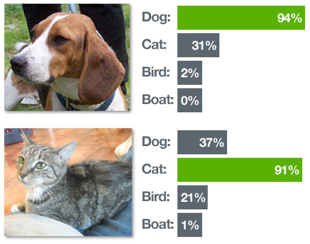 Dog: 94%
Cat: 31%
Bird: 2%
Boat: 0%
Dog: 37%
Cat: 91%
Bird: 21%
Boat: 1%